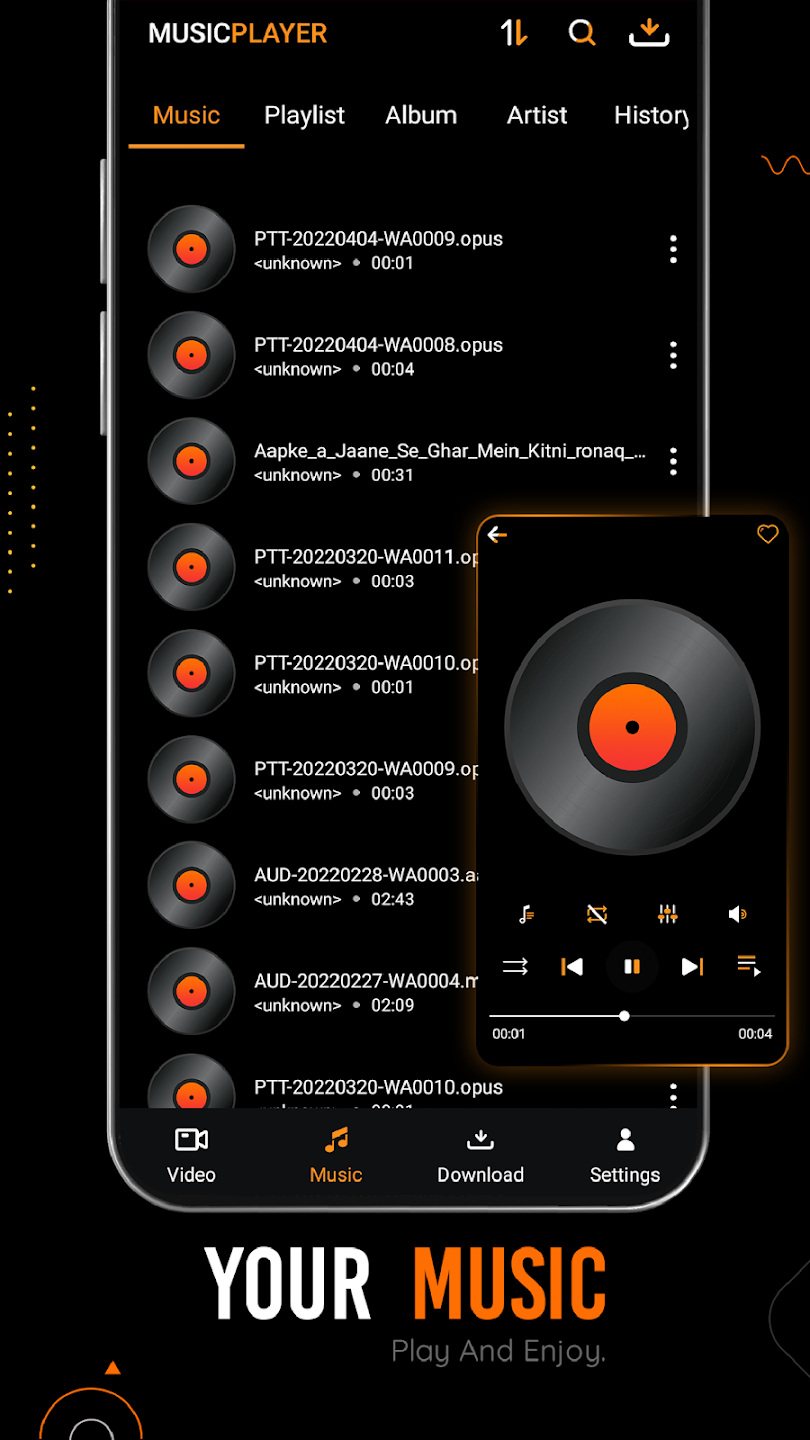 MUSICPLAYER
Music Playlist Album Artist History
PTT-20220404-WA0009.opus
<unknown> • 00:01
PTT-20220404-WA0008.opus
<unknown> • 00:04
Aapke_a_Jaane_Se_Ghar_Mein_Kitni_ronaq_...
<unknown> • 00:31
PTT-20220320-WA0011.op
<unknown> • 00:03
PTT-20220320-WA0010.op
<unknown> • 00:01
PTT-20220320-WA0009.op
<unknown> • 00:03
AUD-20220228-WA0003.aa
<unknown> • 02:43
AUD-20220227-WA0004.m
<unknown> • 02:09
00:01 00:04
PTT-20220320-WA0010.opus
Video Music Download Settings
YOUR MUSIC
Play And Enjoy.